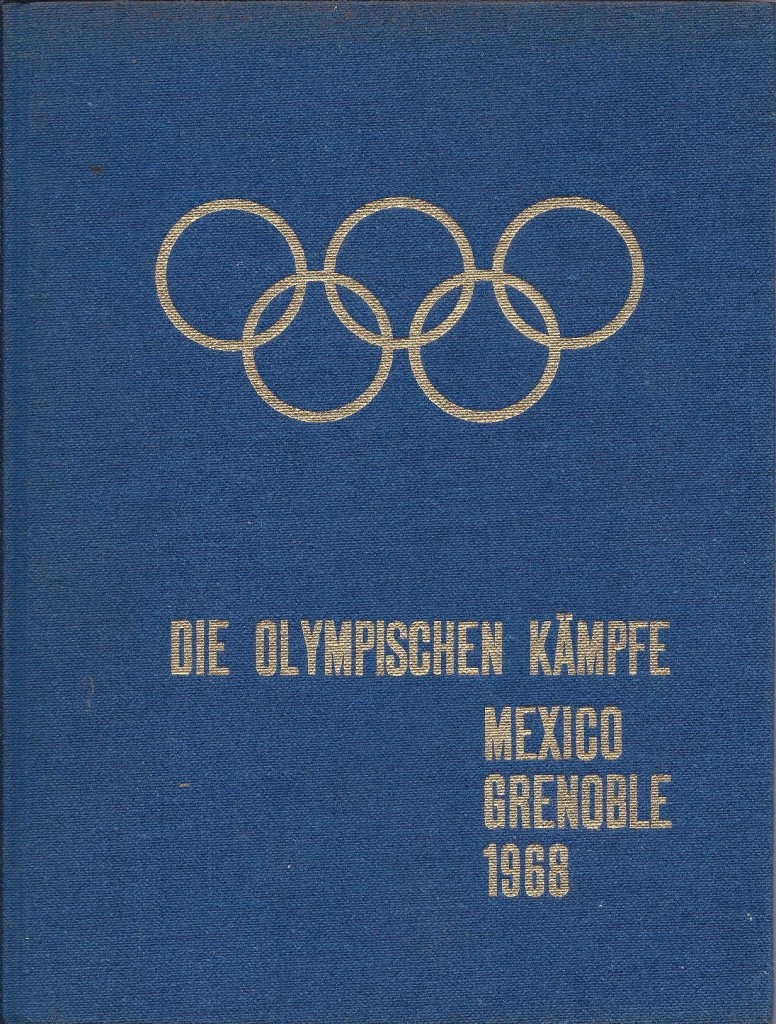 DIE OLYMPISCHEN KÄMPFE
MEXICO
GRENOBLE
1968